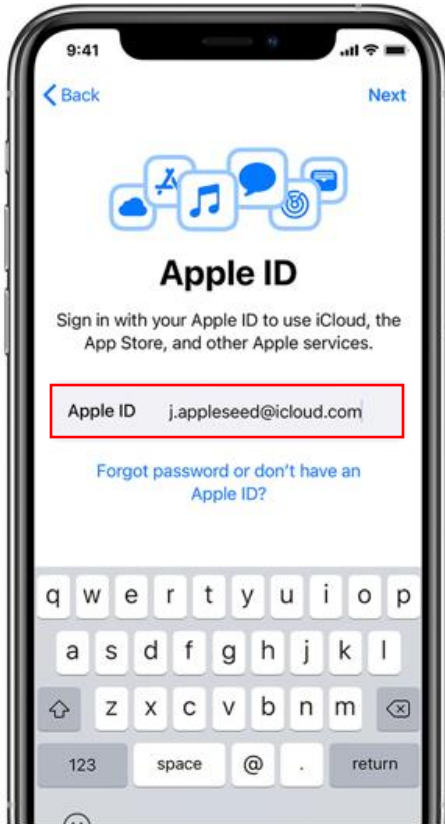 9:41
Back Next
Apple ID
Sign in with your Apple ID to use iCloud, the
App Store, and other Apple services.
Apple ID j.appleseed@icloud.com
Forgot password or don't have an
Apple ID?
q w e r t y u i o p
a s d f g h j k l
z x c v b n m
123 space @ . return